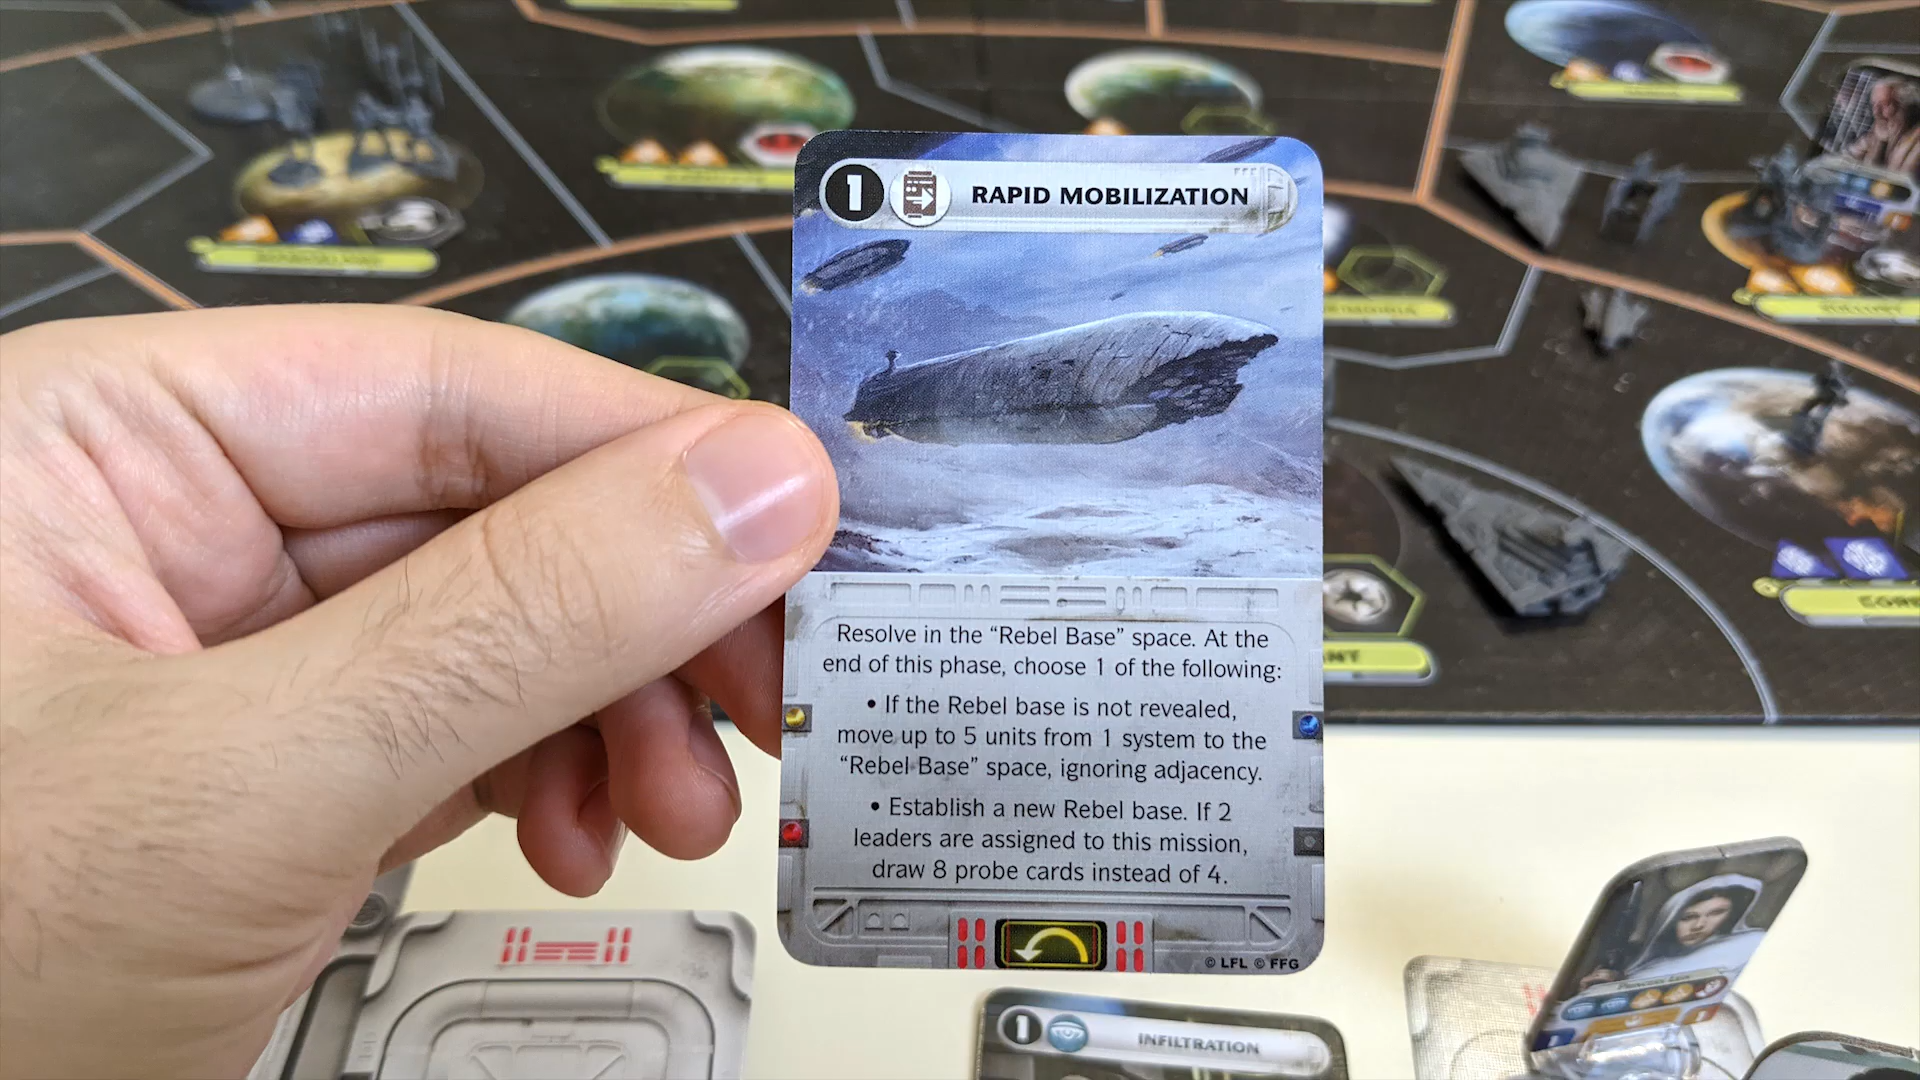 1 RAPID MOBILIZATION
Resolve in the “Rebel Base” space. At the
end of this phase, choose 1 of the following:
• If the Rebel base is not revealed,
move up to 5 units from 1 system to the
“Rebel Base” space, ignoring adjacency.
• Establish a new Rebel base. If 2
leaders are assigned to this mission,
draw 8 probe cards instead of 4.
© LFL © FFG
1 INFILTRATION